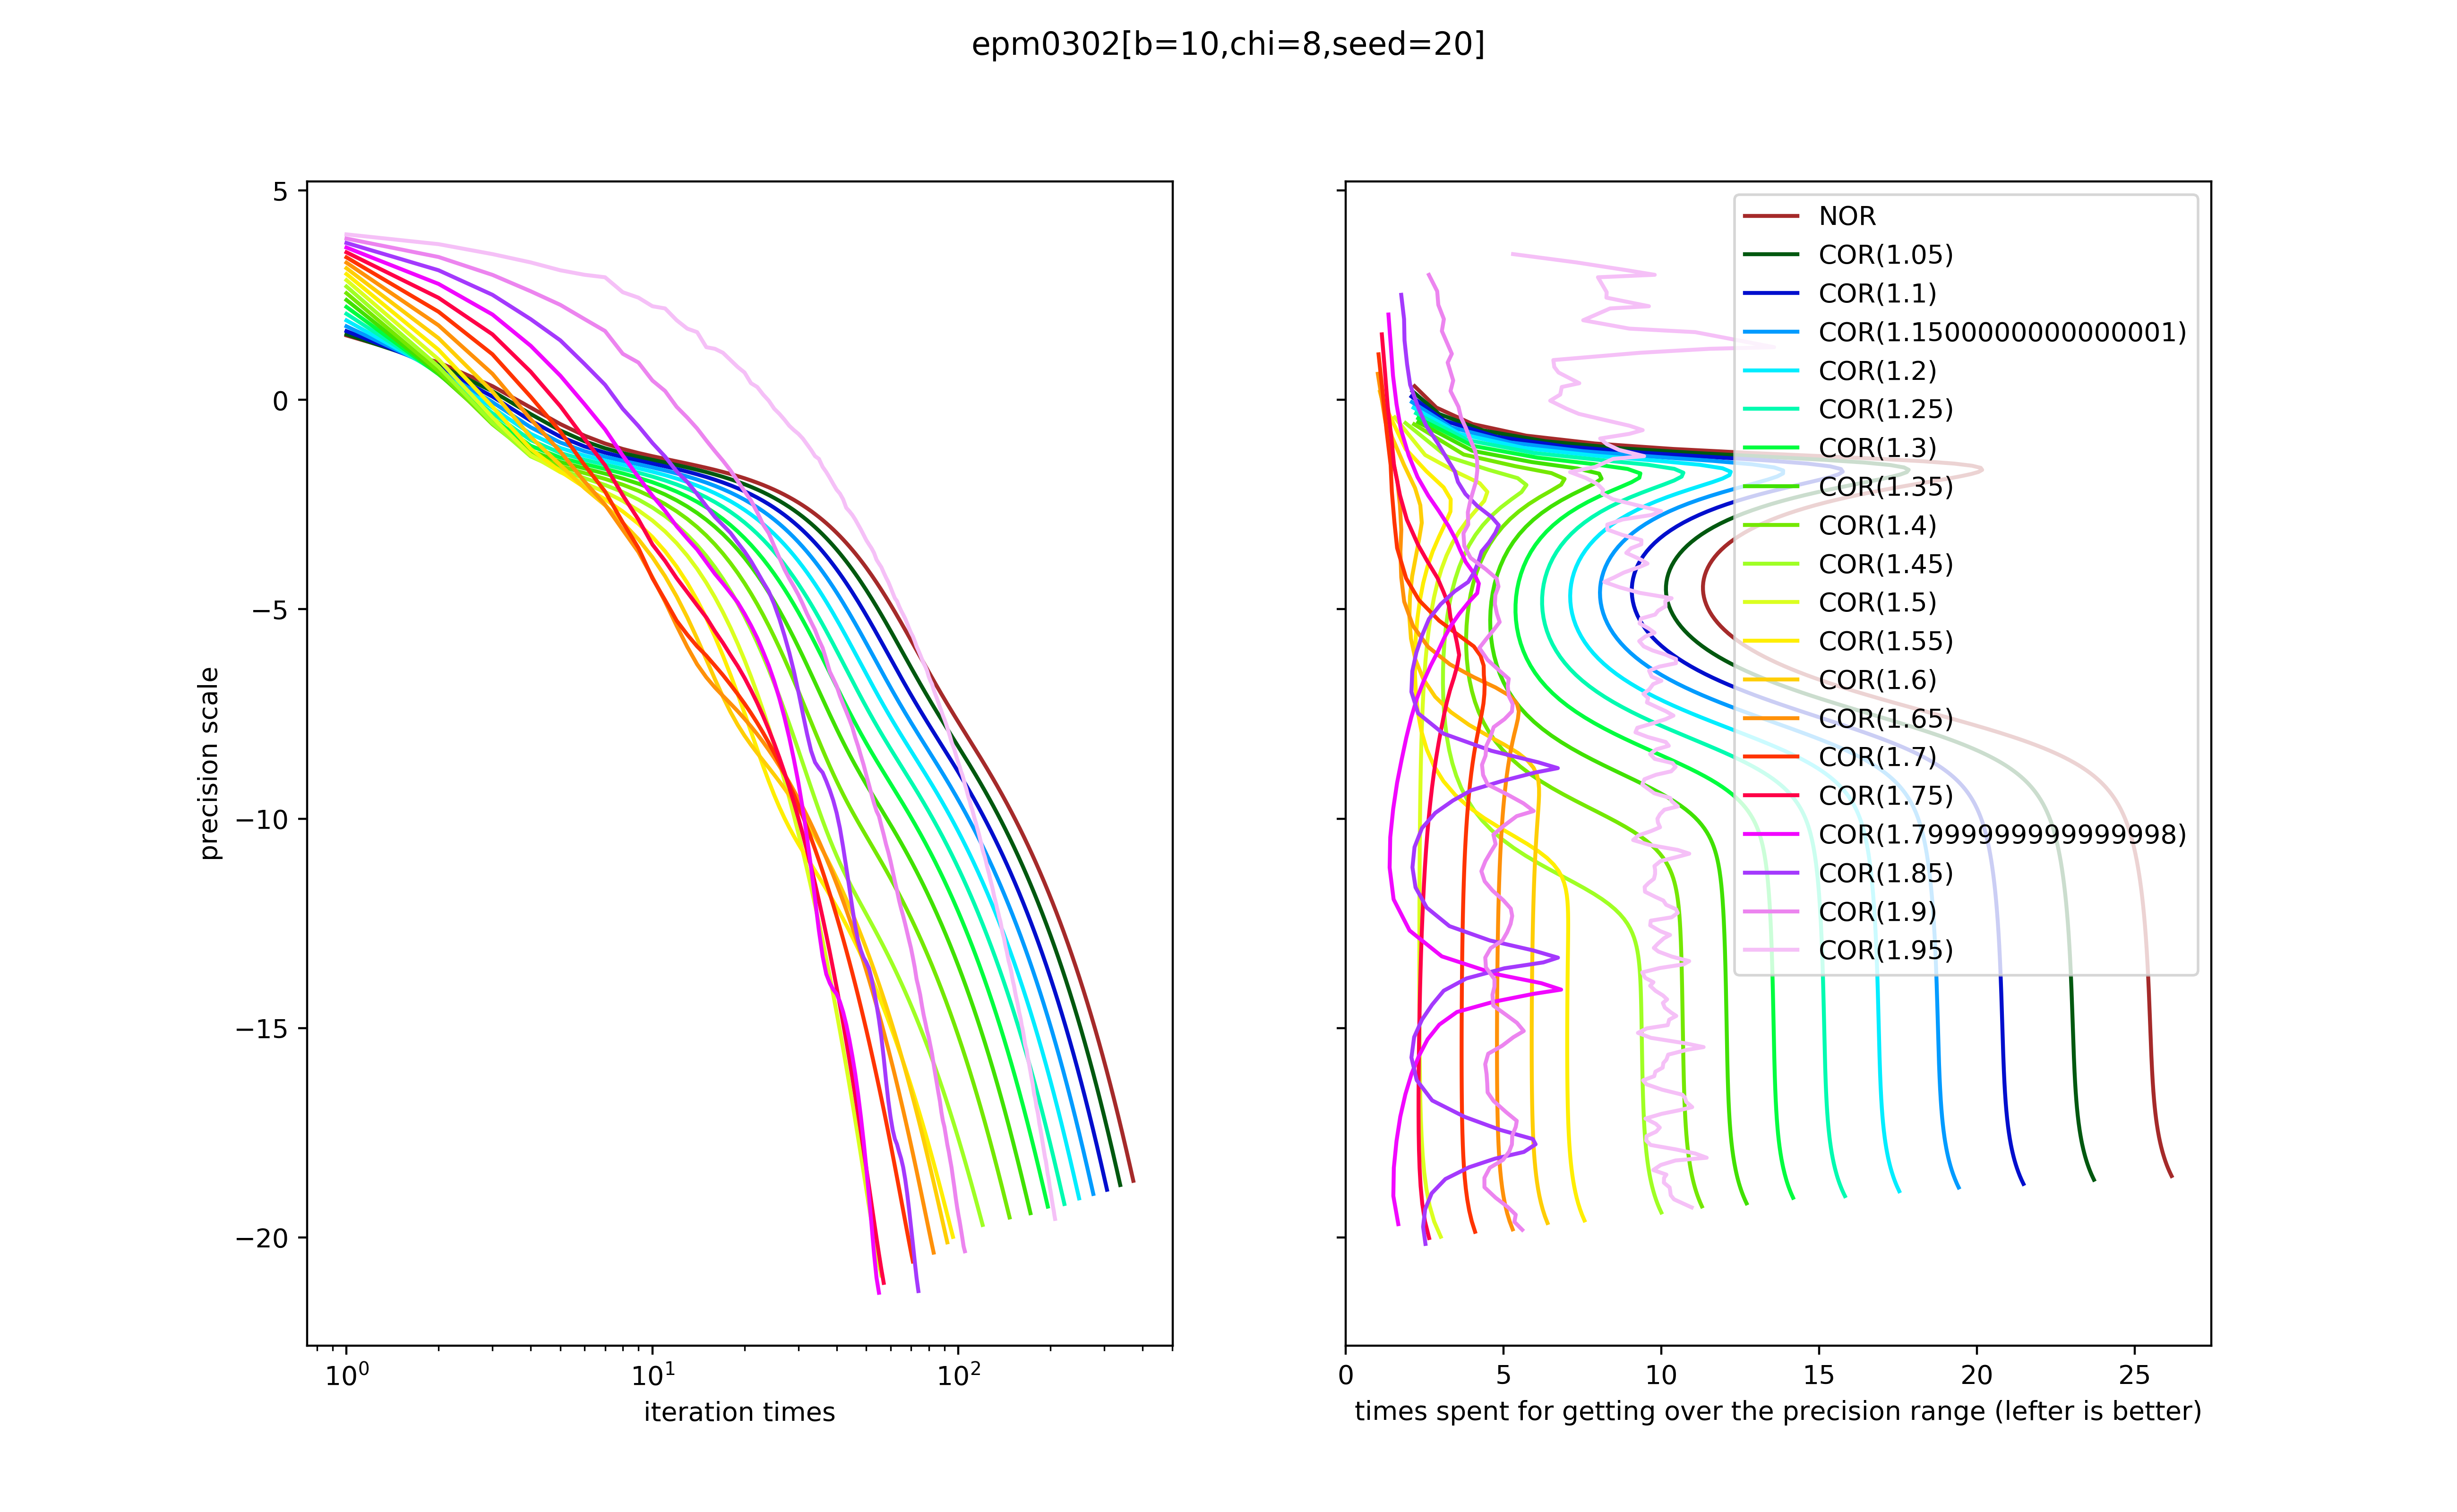 epm0302[b=10,chi=8,seed=20]
5
0
−5
−10
−15
−20
precision scale
10⁰
10¹
10²
iteration times
NOR
COR(1.05)
COR(1.1)
COR(1.1500000000000001)
COR(1.2)
COR(1.25)
COR(1.3)
COR(1.35)
COR(1.4)
COR(1.45)
COR(1.5)
COR(1.55)
COR(1.6)
COR(1.65)
COR(1.7)
COR(1.75)
COR(1.7999999999999998)
COR(1.85)
COR(1.9)
COR(1.95)
0 5 10 15 20 25
times spent for getting over the precision range (lefter is better)